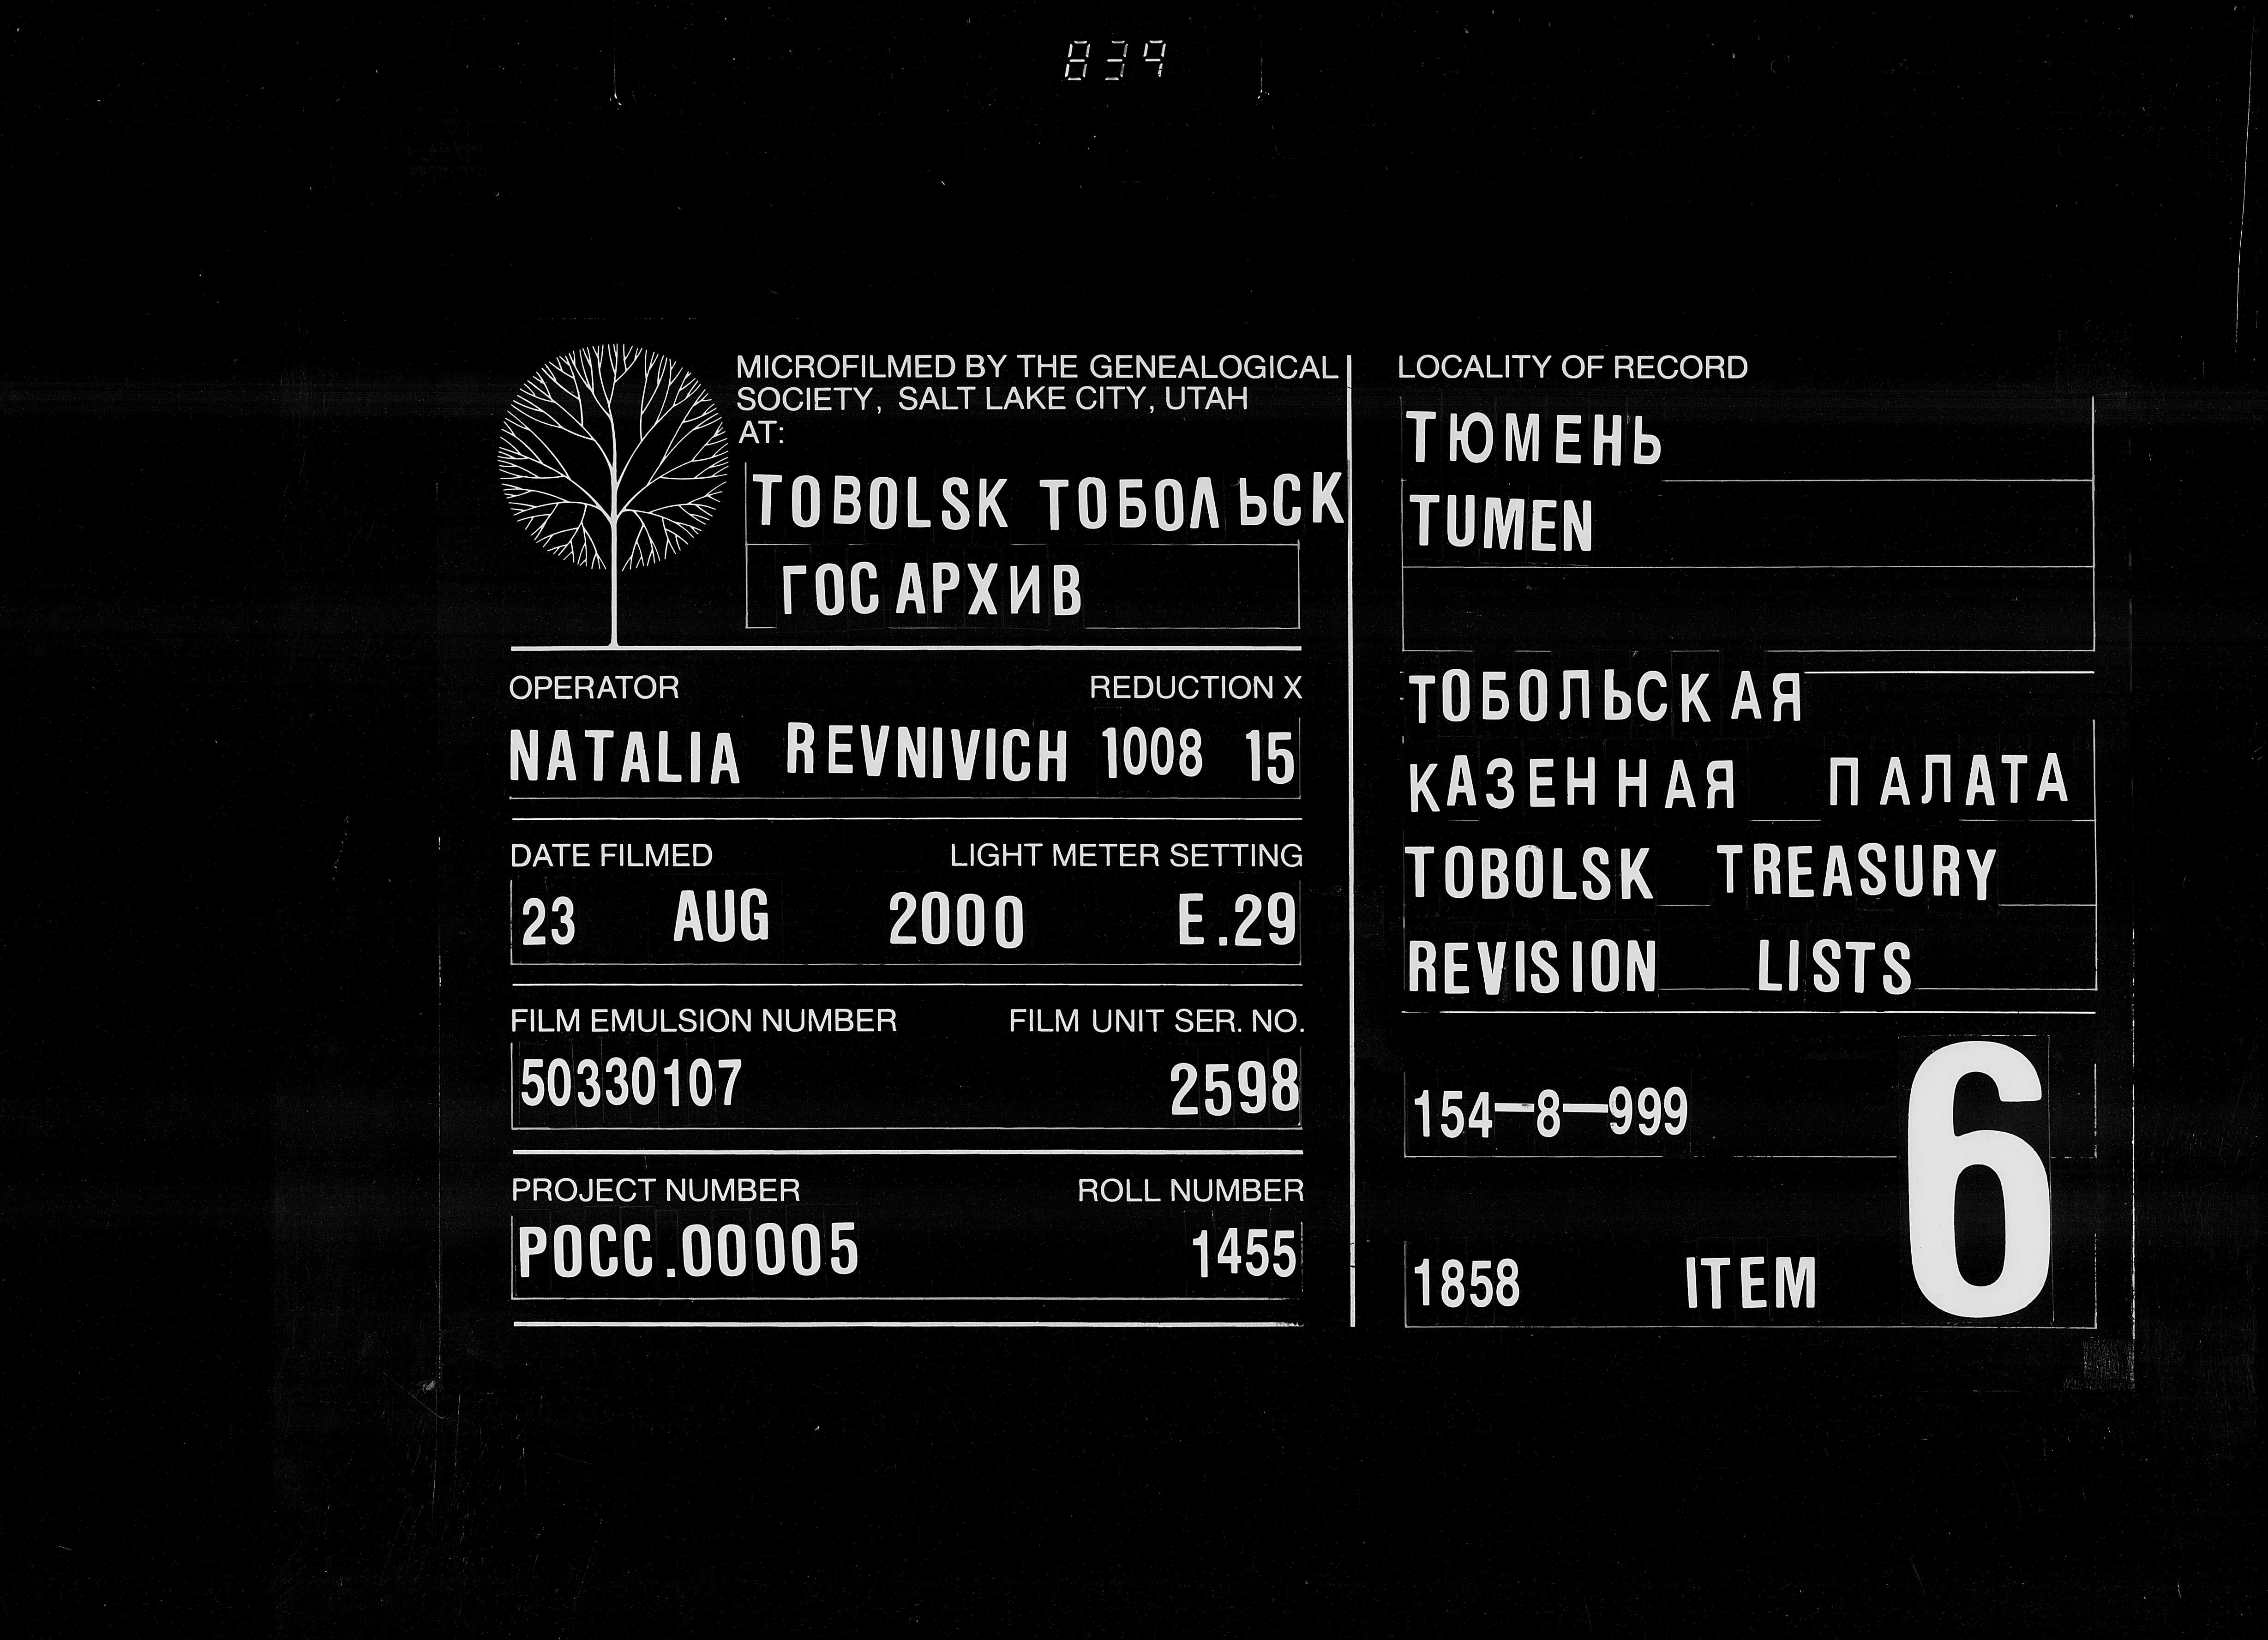 839
MICROFILMED BY THE GENEALOGICAL
SOCIETY, SALT LAKE CITY, UTAH
AT:
TOBOLSK ТОБОЛЬСК
ГОСАРХИВ
OPERATOR REDUCTION X
NATALIA REVNIVICH 1008 15
DATE FILMED LIGHT METER SETTING
23 AUG 2000 E.29
FILM EMULSION NUMBER FILM UNIT SER. NO.
50330107 2598
PROJECT NUMBER ROLL NUMBER
РОСС.00005 1455
LOCALITY OF RECORD
ТЮМЕНЬ
TUMEN
ТОБОЛЬСКАЯ
КАЗЕННАЯ ПАЛАТА
TOBOLSK TREASURY
REVISION LISTS
154-8-999
1858 ITEM 6